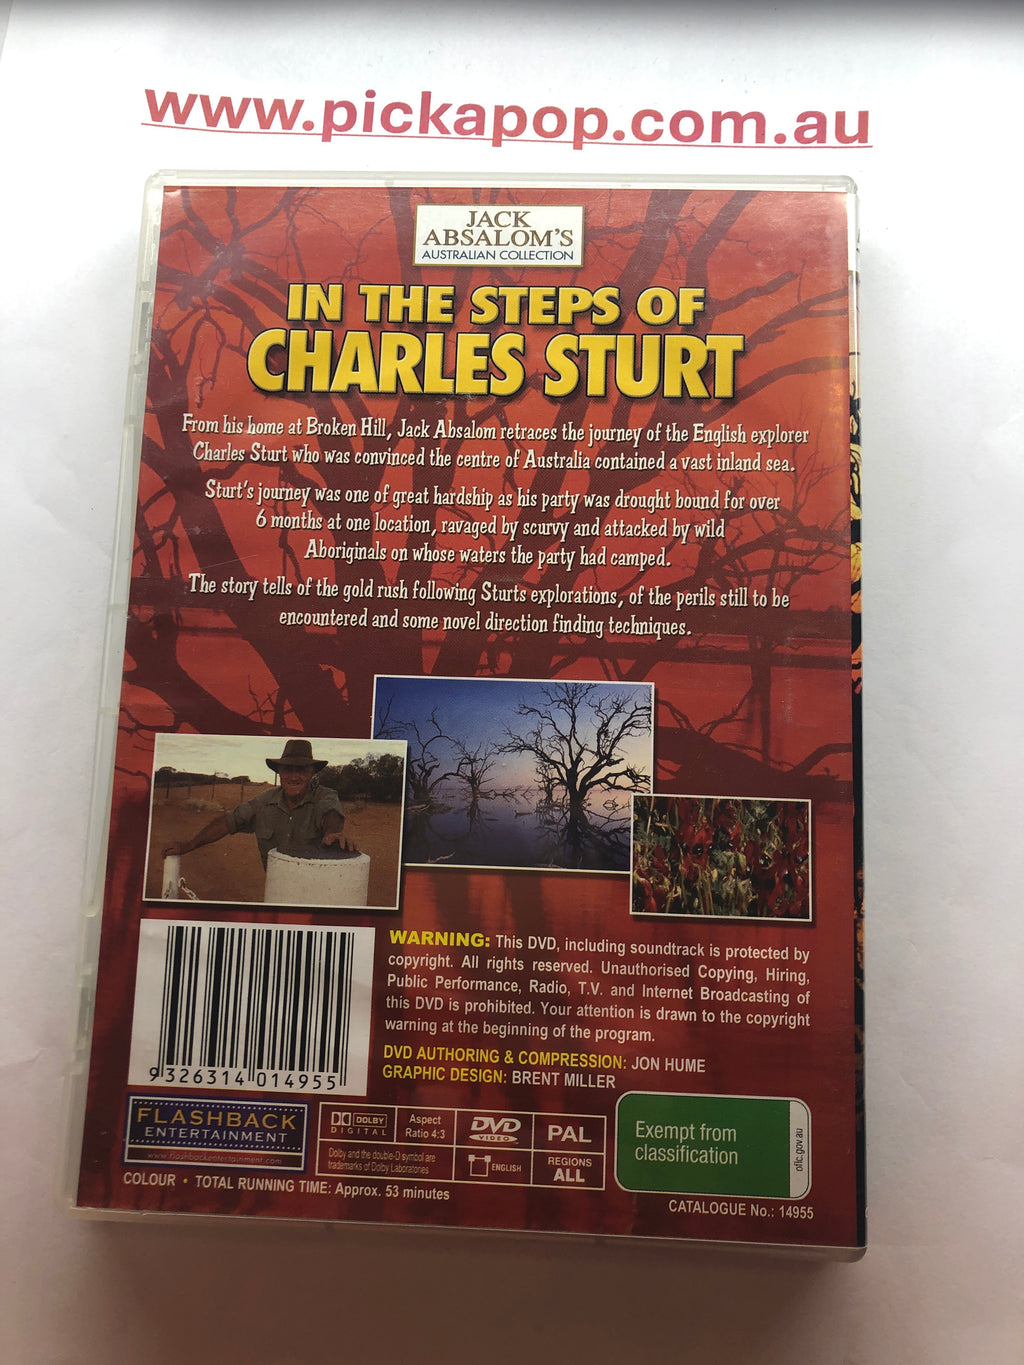 www.pickapop.com.au
JACK
ABSALOM'S
AUSTRALIAN COLLECTION
IN THE STEPS OF
CHARLES STURT
From his home at Broken Hill, Jack Absalom retraces the journey of the English explorer
Charles Sturt who was convinced the centre of Australia contained a vast inland sea.
Sturt's journey was one of great hardship as his party was drought bound for over
6 months at one location, ravaged by scurvy and attacked by wild
Aboriginals on whose waters the party had camped.
The story tells of the gold rush following Sturts explorations, of the perils still to be
encountered and some novel direction finding techniques.
WARNING: This DVD, including soundtrack is protected by
copyright. All rights reserved. Unauthorised Copying, Hiring,
Public Performance, Radio, T.V. and Internet Broadcasting of
this DVD is prohibited. Your attention is drawn to the copyright
warning at the beginning of the program.
DVD AUTHORING & COMPRESSION: JON HUME
GRAPHIC DESIGN: BRENT MILLER
9 326314 014955
FLASHBACK
ENTERTAINMENT
www.flashbackentertainment.com
DOLBY
DIGITAL
Aspect
Ratio 4:3
DVD
VIDEO
PAL
Dolby and the double-D symbol are
trademarks of Dolby Laboratories
ENGLISH
REGIONS
ALL
Exempt from
classification
oflc.gov.au
COLOUR • TOTAL RUNNING TIME: Approx. 53 minutes
CATALOGUE No.: 14955